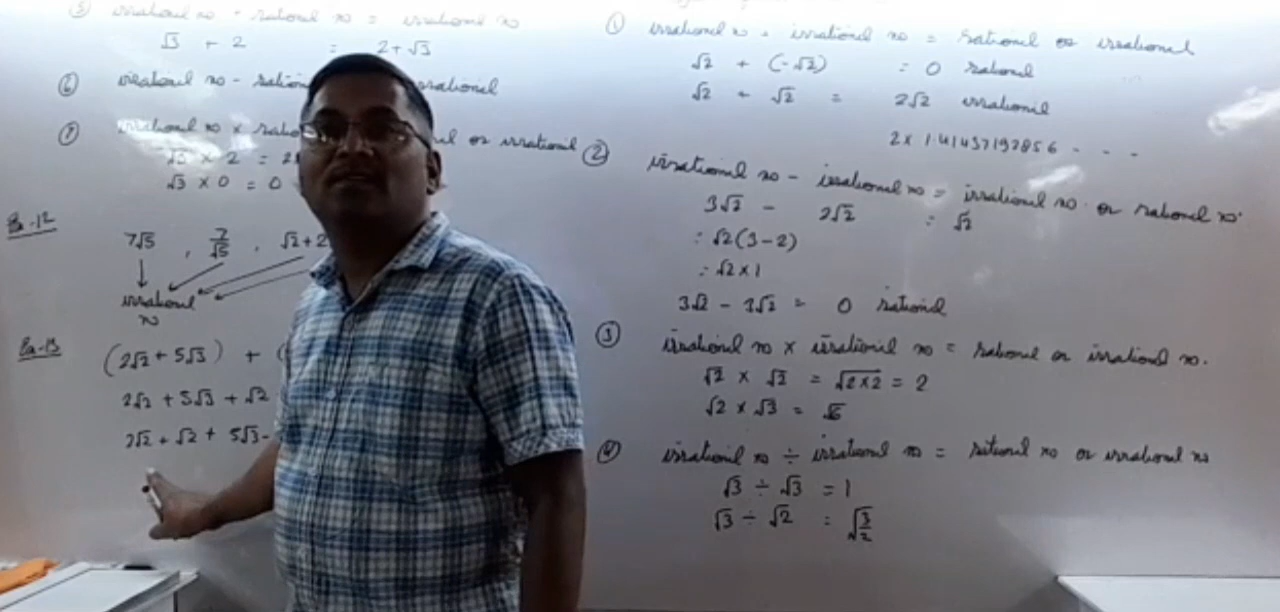 ⑤ irrational no + rational no = irrational no
√3 + 2 = 2+√3
⑥ irrational no - irrational
⑦ irrational no × or irrational
√3 × 2 = 2
√3 × 0 = 0
Ex-12
7√5 , 7/√5 , √2+2
irrational no
Ex-13
(2√2 + 5√3) + (
2√2 + 5√3 + √2
2√2 + √2 + 5√3 -
① irrational no + irrational no = rational or irrational
√2 + (-√2) = 0 rational
√2 + √2 = 2√2 irrational
2 × 1.41437192856 - - -
② irrational no - irrational no = irrational no. or rational no.
3√2 - 2√2 = √2
= √2(3-2)
= √2 × 1
3√2 - 3√2 = 0 rational
③ irrational no × irrational no = rational or irrational no.
√2 × √2 = √2×2 = 2
√2 × √3 = √6
④ irrational no ÷ irrational no = rational no or irrational no
√3 ÷ √3 = 1
√3 ÷ √2 = √3/2